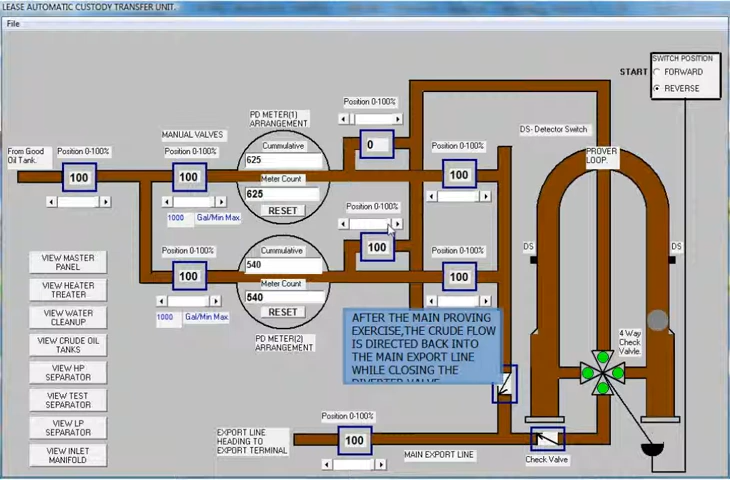 LEASE AUTOMATIC CUSTODY TRANSFER UNIT.
File
SWITCH POSITION
START
FORWARD
REVERSE
Position 0-100%
0
PD METER(1)
ARRANGEMENT
DS- Detector Switch
MANUAL VALVES
From Good
Oil Tank.
Position 0-100%
100
Position 0-100%
100
1000 Gal/Min Max.
Cummulative
625
Meter Count
625
RESET
Position 0-100%
100
PROVER
LOOP.
Position 0-100%
100
Position 0-100%
100
1000 Gal/Min Max.
Cummulative
540
Meter Count
540
RESET
PD METER(2)
ARRANGEMENT
Position 0-100%
100
DS
DS
VIEW MASTER
PANEL
VIEW HEATER
TREATER
VIEW WATER
CLEANUP
VIEW CRUDE OIL
TANKS
VIEW HP
SEPARATOR
VIEW TEST
SEPARATOR
VIEW LP
SEPARATOR
VIEW INLET
MANIFOLD
AFTER THE MAIN PROVING
EXERCISE,THE CRUDE FLOW
IS DIRECTED BACK INTO
THE MAIN EXPORT LINE
WHILE CLOSING THE
DIVERTER VALVE
4 Way
Check
Valvle.
EXPORT LINE
HEADING TO
EXPORT TERMINAL
Position 0-100%
100
MAIN EXPORT LINE
Check Valve